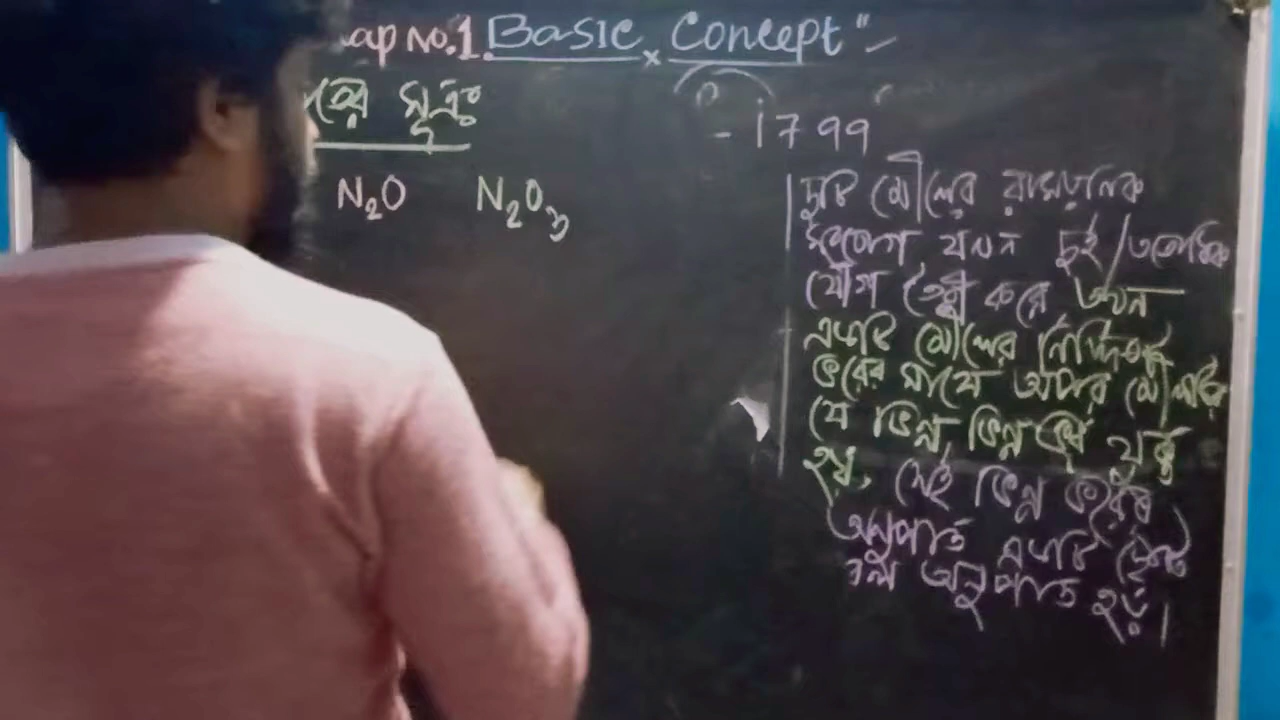 ap No.1. Basic x Concept"-
সূত্রঃ
- 1799
N₂O N₂O₃
দুটি মৌলের রাসায়নিক
সংযোগে যখন দুই/ততোধিক
যৌগ তৈরী করে তখন
একটি মৌলের নির্দিষ্ট
ভরের সাথে অপর মৌলটির
যে ভিন্ন ভিন্ন ভর যুক্ত
হয়, সেই ভিন্ন ভরের
অনুপাত একটি ছোট
অনুপাত হয়।